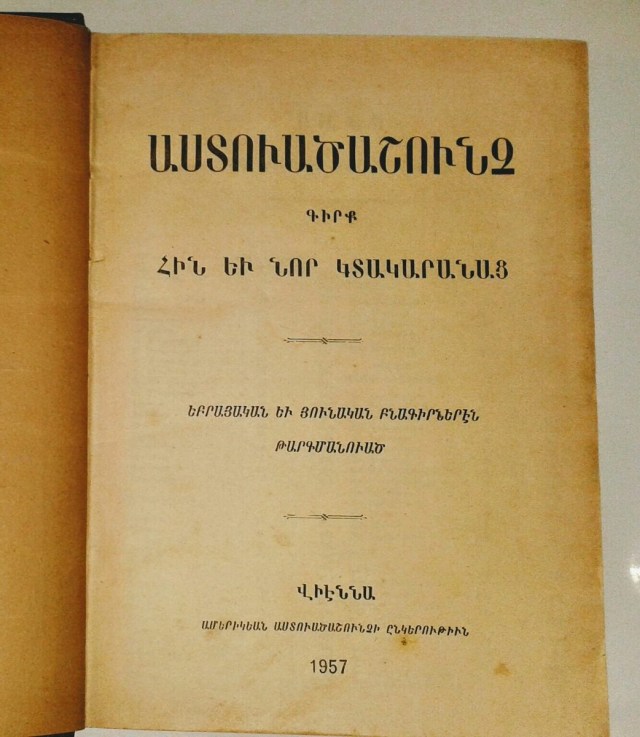 ԱՍՏՈՒԱԾԱՇՈՒՆՉ
ԳԻՐՔ
ՀԻՆ ԵՒ ՆՈՐ ԿՏԱԿԱՐԱՆԱՑ
ԵԲՐԱՅԱԿԱՆ ԵՒ ՅՈՒՆԱԿԱՆ ԲՆԱԳԻՐՆԵՐԷՆ
ԹԱՐԳՄԱՆՈՒԱԾ
ՎԻԷՆՆԱ
ԱՄԵՐԻԿԵԱՆ ԱՍՏՈՒԱԾԱՇՈՒՆՉԻ ԸՆԿԵՐՈՒԹԻՒՆ
1957